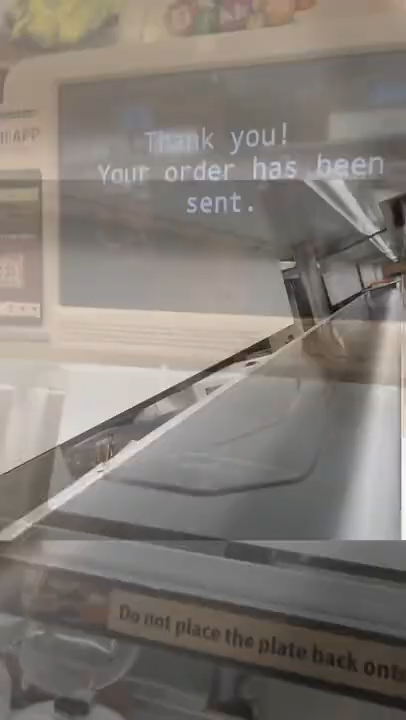 Thank you!
Your order has been
sent.
Do not place the plate back onto